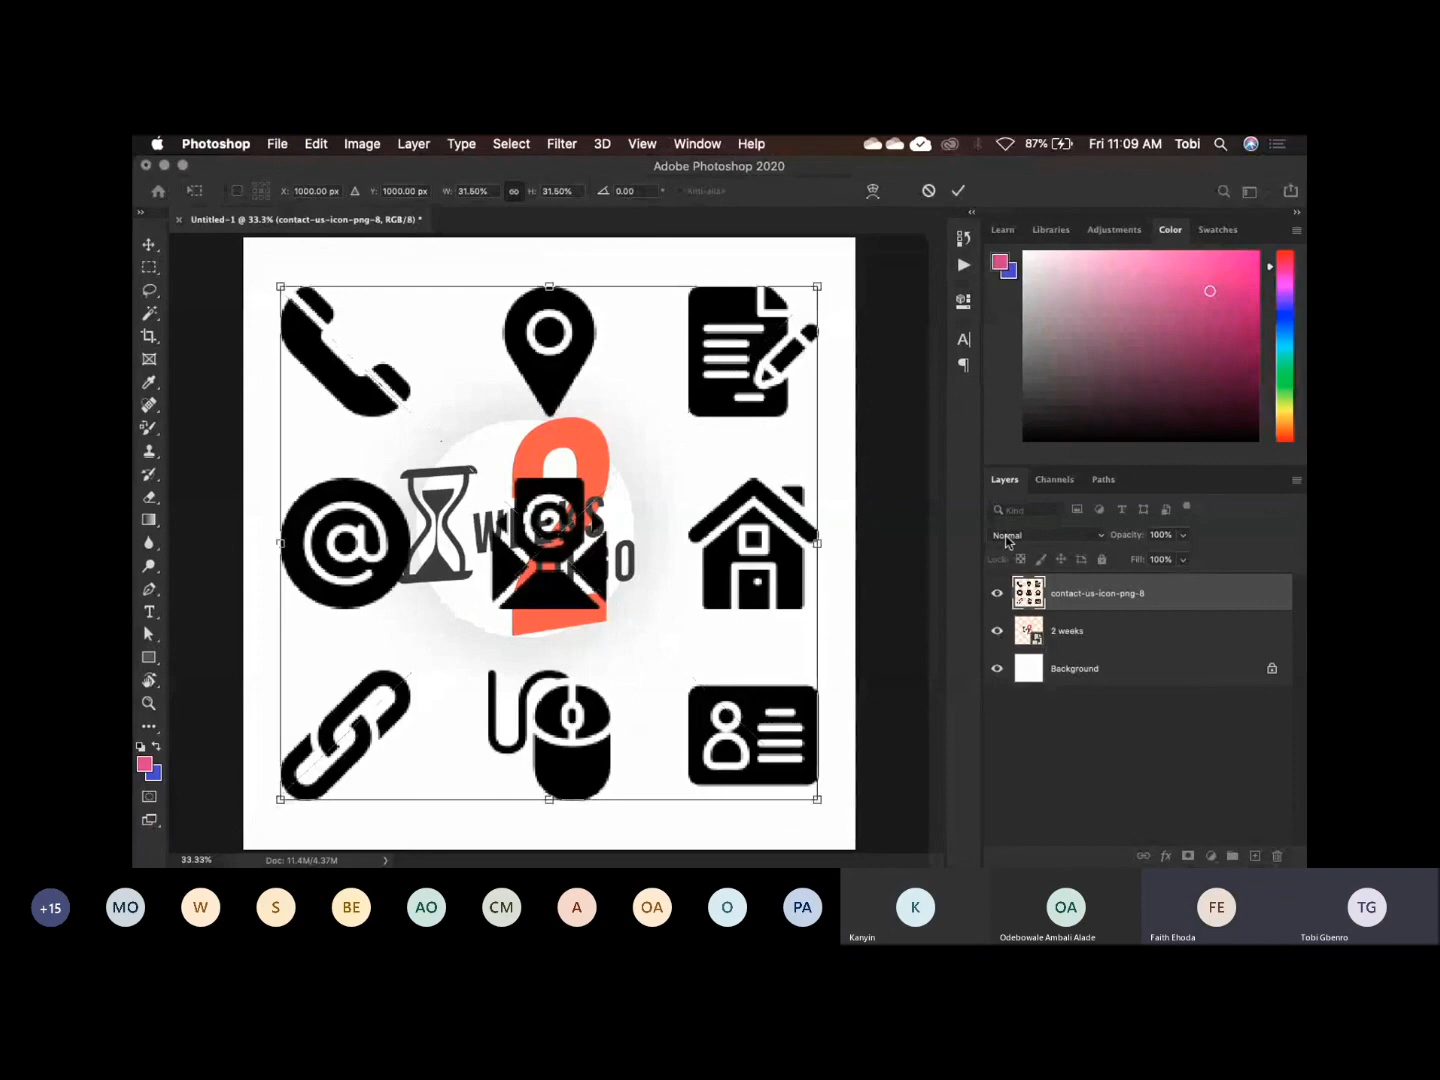 Photoshop File Edit Image Layer Type Select Filter 3D View Window Help 87% Fri 11:09 AM Tobi
Adobe Photoshop 2020
X: 1000.00 px Y: 1000.00 px W: 31.50% H: 31.50% 0.00 Anti-alias
Untitled-1 @ 33.3% (contact-us-icon-png-8, RGB/8) *
Learn Libraries Adjustments Color Swatches
Layers Channels Paths
Kind
Normal Opacity: 100%
Lock: Fill: 100%
contact-us-icon-png-8
2 weeks
Background
33.33% Doc: 11.4M/4.37M
+15 MO W S BE AO CM A OA O PA K OA FE TG
Kanyin Odebowale Ambali Alade Faith Ehoda Tobi Gbenro